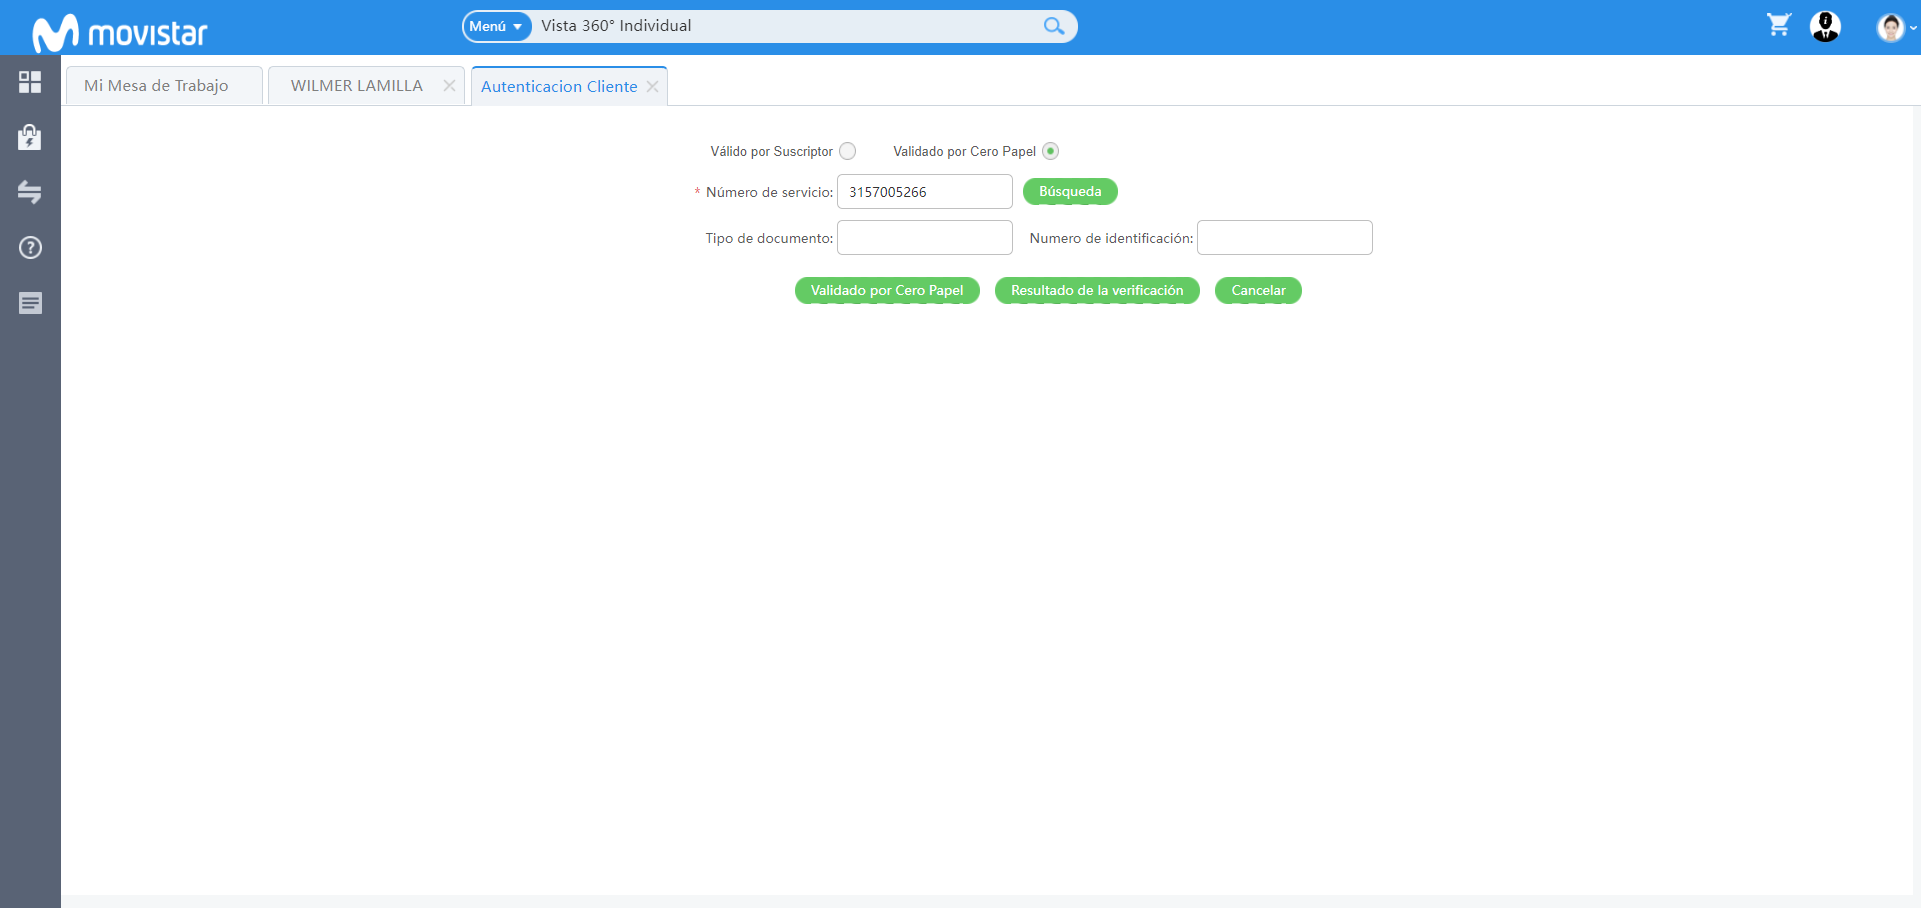 movistar
Menú Vista 360° Individual
Mi Mesa de Trabajo WILMER LAMILLA Autenticacion Cliente
Válido por Suscriptor Validado por Cero Papel
* Número de servicio: 3157005266 Búsqueda
Tipo de documento: Numero de identificación:
Validado por Cero Papel Resultado de la verificación Cancelar